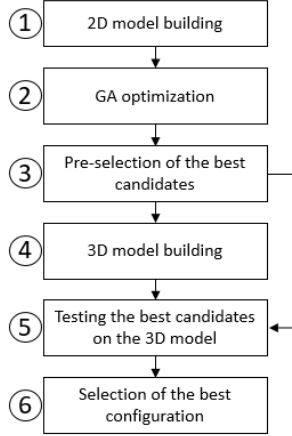 1
2D model building
2
GA optimization
3
Pre-selection of the best
candidates
4
3D model building
5
Testing the best candidates
on the 3D model
6
Selection of the best
configuration